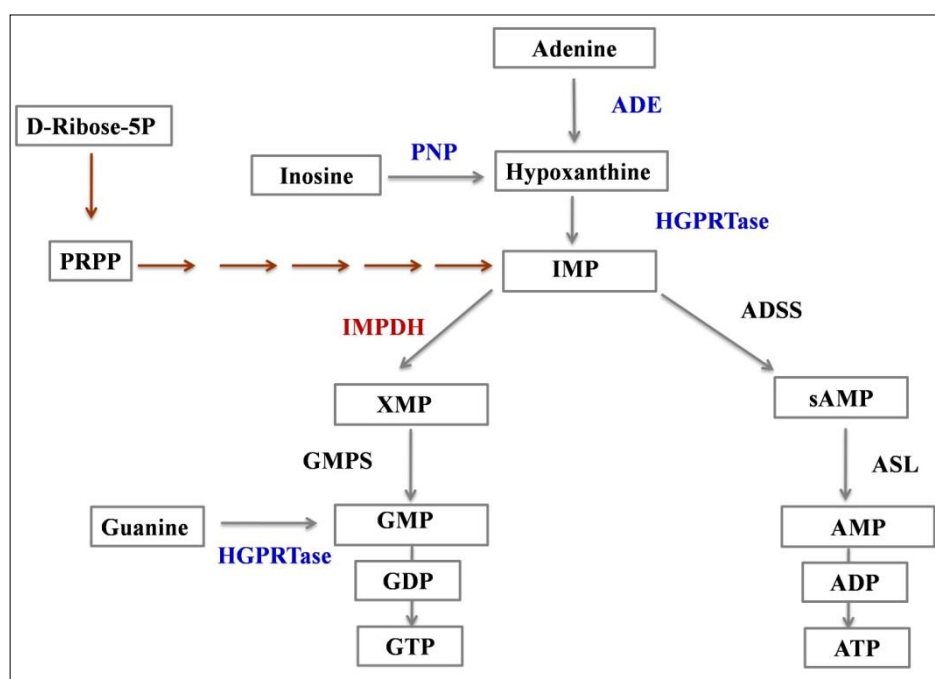 Adenine
ADE
D-Ribose-5P
PNP
Inosine
Hypoxanthine
HGPRTase
PRPP
IMP
IMPDH
ADSS
XMP
sAMP
GMPS
ASL
Guanine
GMP
AMP
HGPRTase
GDP
ADP
GTP
ATP